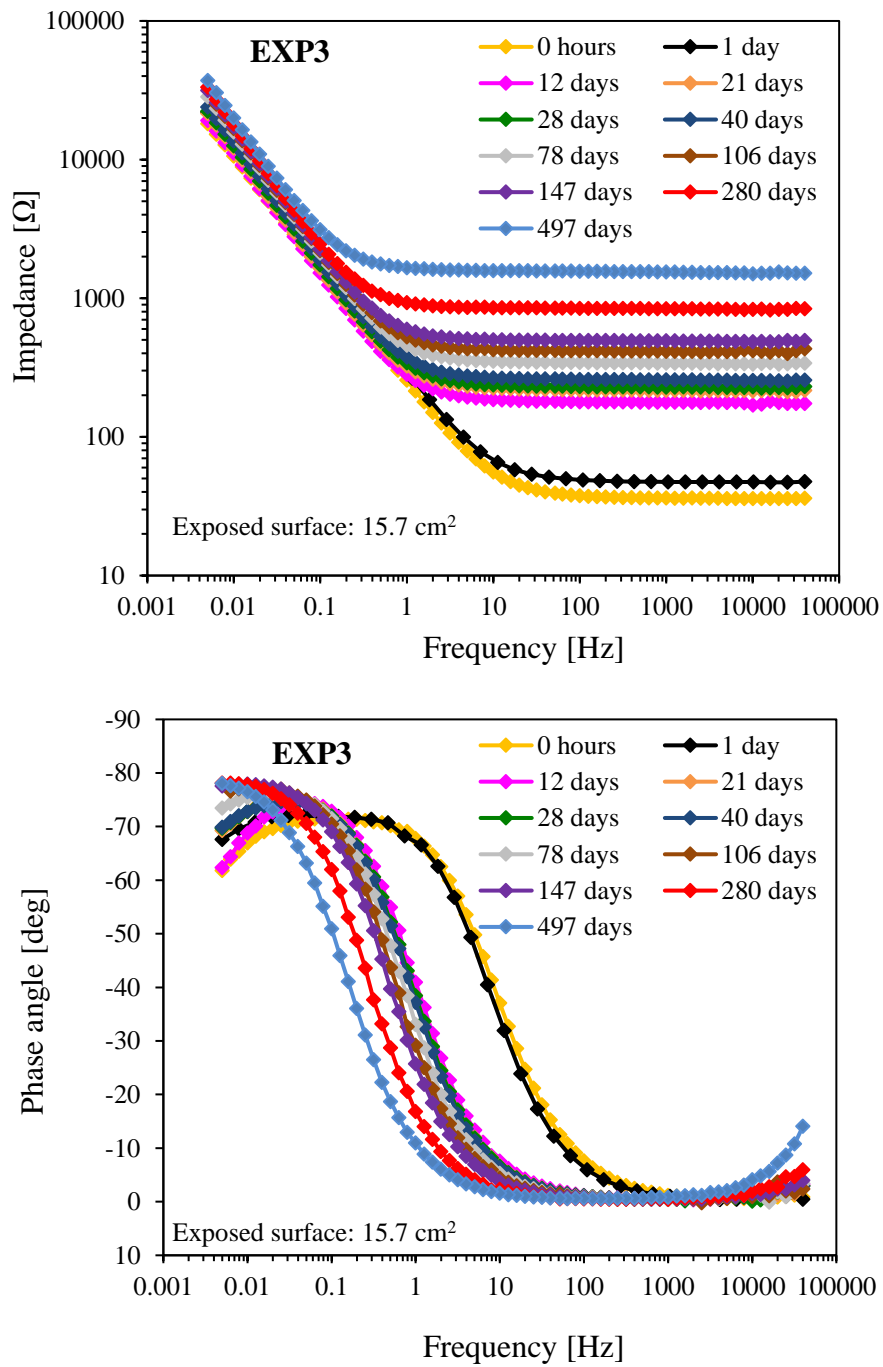 EXP3
0 hours 1 day
12 days 21 days
28 days 40 days
78 days 106 days
147 days 280 days
497 days
Impedance [Ω]
100000
10000
1000
100
10
Exposed surface: 15.7 cm²
0.001 0.01 0.1 1 10 100 1000 10000 100000
Frequency [Hz]
EXP3
0 hours 1 day
12 days 21 days
28 days 40 days
78 days 106 days
147 days 280 days
497 days
Phase angle [deg]
-90
-80
-70
-60
-50
-40
-30
-20
-10
0
10
Exposed surface: 15.7 cm²
0.001 0.01 0.1 1 10 100 1000 10000 100000
Frequency [Hz]